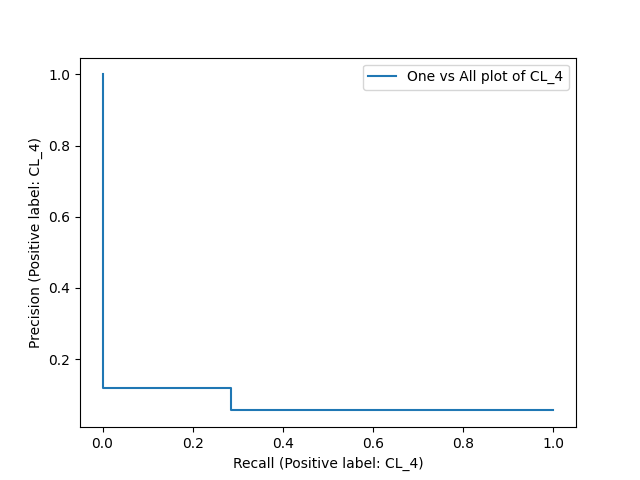 One vs All plot of CL_4
1.0
0.8
0.6
0.4
0.2
Precision (Positive label: CL_4)
0.0 0.2 0.4 0.6 0.8 1.0
Recall (Positive label: CL_4)